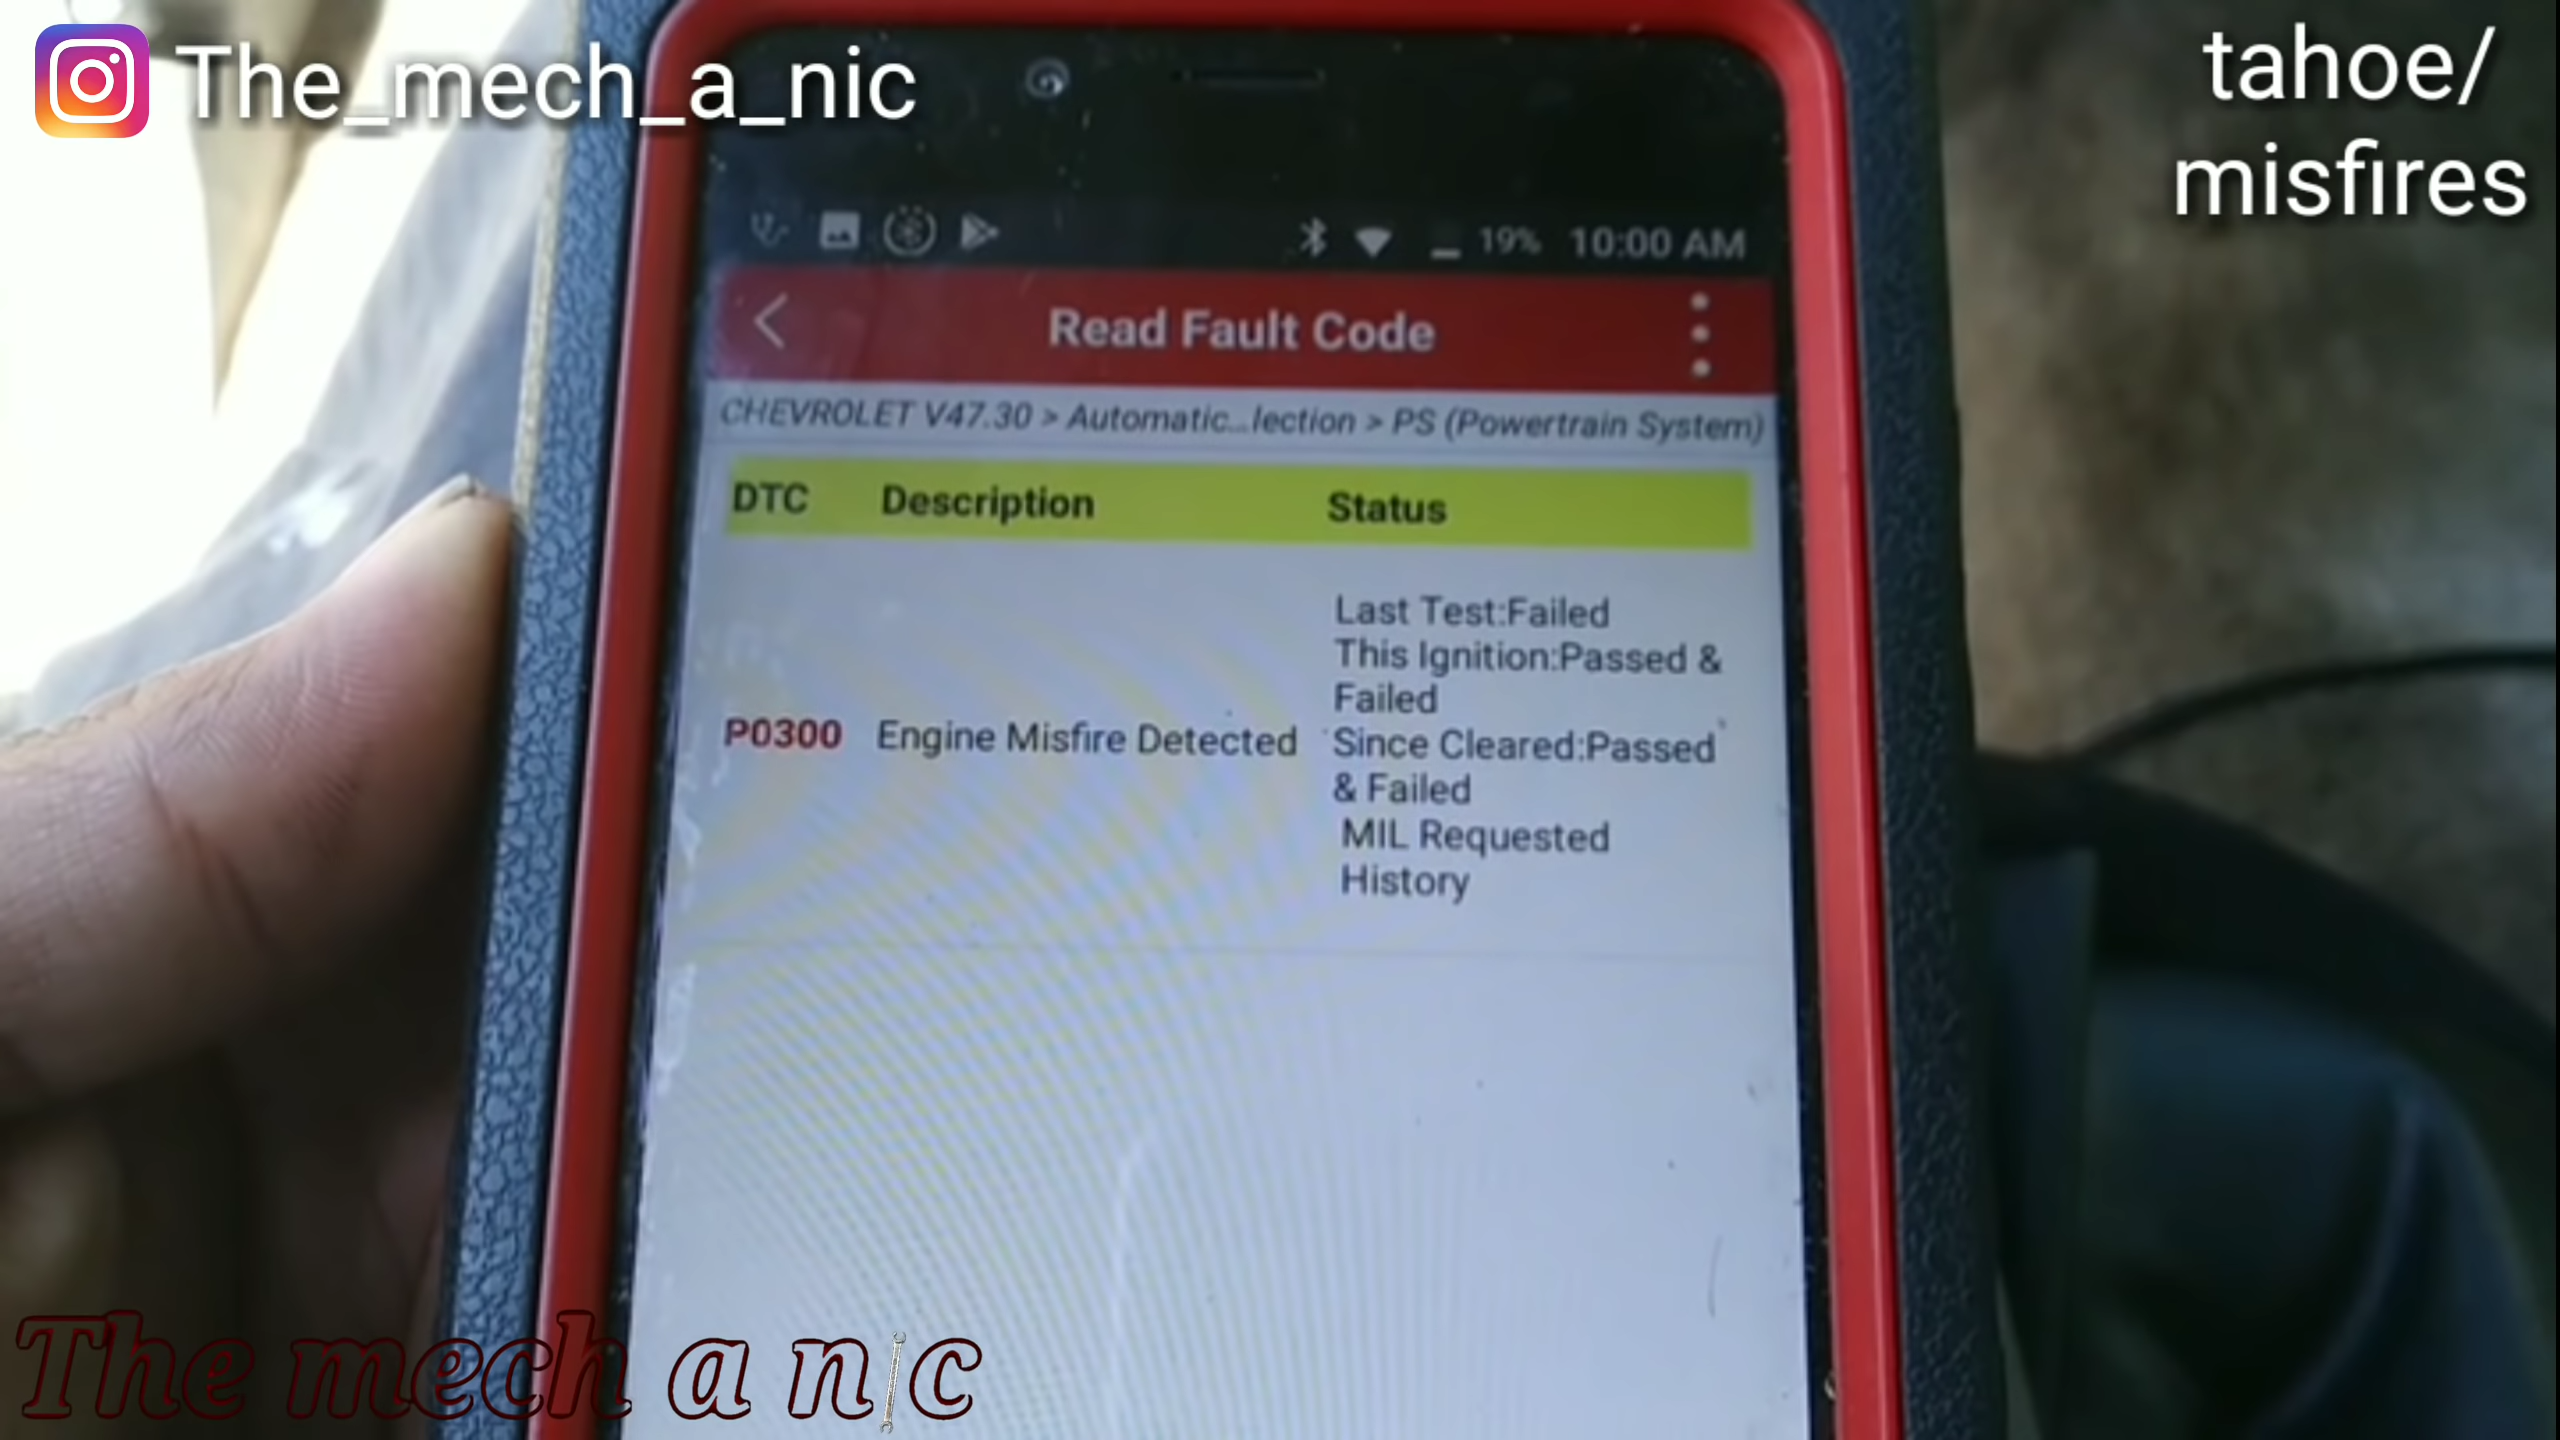 The_mech_a_nic
tahoe/
misfires
19% 10:00 AM
Read Fault Code
CHEVROLET V47.30 > Automatic...lection > PS (Powertrain System)
DTC Description Status
Last Test:Failed
This Ignition:Passed &
Failed
P0300 Engine Misfire Detected Since Cleared:Passed
& Failed
MIL Requested
History
The mech a nic